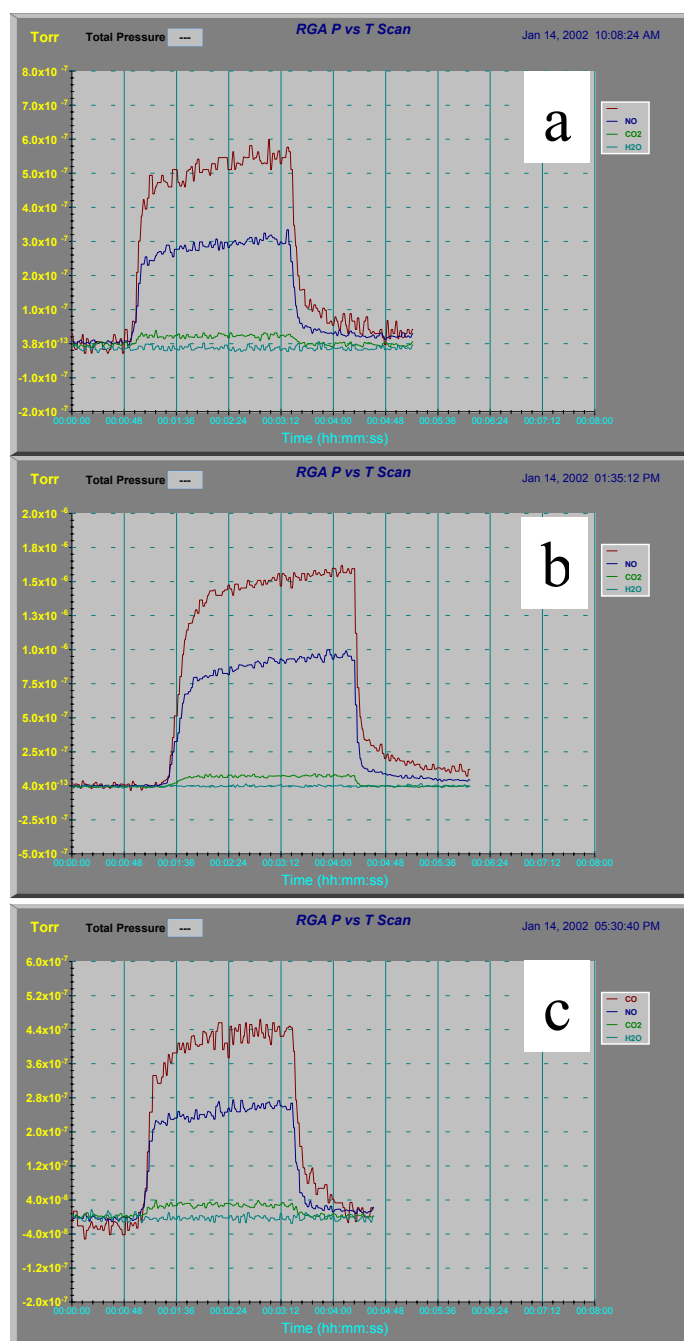 RGA P vs T Scan
Torr Total Pressure --- Jan 14, 2002 10:08:24 AM
8.0x10 -7
7.0x10 -7
6.0x10 -7
5.0x10 -7
4.0x10 -7
3.0x10 -7
2.0x10 -7
1.0x10 -7
3.8x10 -13
-1.0x10 -7
-2.0x10 -7
a
NO
CO2
H2O
00:00:00 00:00:48 00:01:36 00:02:24 00:03:12 00:04:00 00:04:48 00:05:36 00:06:24 00:07:12 00:08:00
Time (hh:mm:ss)
RGA P vs T Scan
Torr Total Pressure --- Jan 14, 2002 01:35:12 PM
2.0x10 -6
1.8x10 -6
1.5x10 -6
1.3x10 -6
1.0x10 -6
7.5x10 -7
5.0x10 -7
2.5x10 -7
4.0x10 -13
-2.5x10 -7
-5.0x10 -7
b
NO
CO2
H2O
00:00:00 00:00:48 00:01:36 00:02:24 00:03:12 00:04:00 00:04:48 00:05:36 00:06:24 00:07:12 00:08:00
Time (hh:mm:ss)
RGA P vs T Scan
Torr Total Pressure --- Jan 14, 2002 05:30:40 PM
6.0x10 -7
5.2x10 -7
4.4x10 -7
3.6x10 -7
2.8x10 -7
2.0x10 -7
1.2x10 -7
4.0x10 -8
-4.0x10 -8
-1.2x10 -7
-2.0x10 -7
c
CO
NO
CO2
H2O
00:00:00 00:00:48 00:01:36 00:02:24 00:03:12 00:04:00 00:04:48 00:05:36 00:06:24 00:07:12 00:08:00
Time (hh:mm:ss)